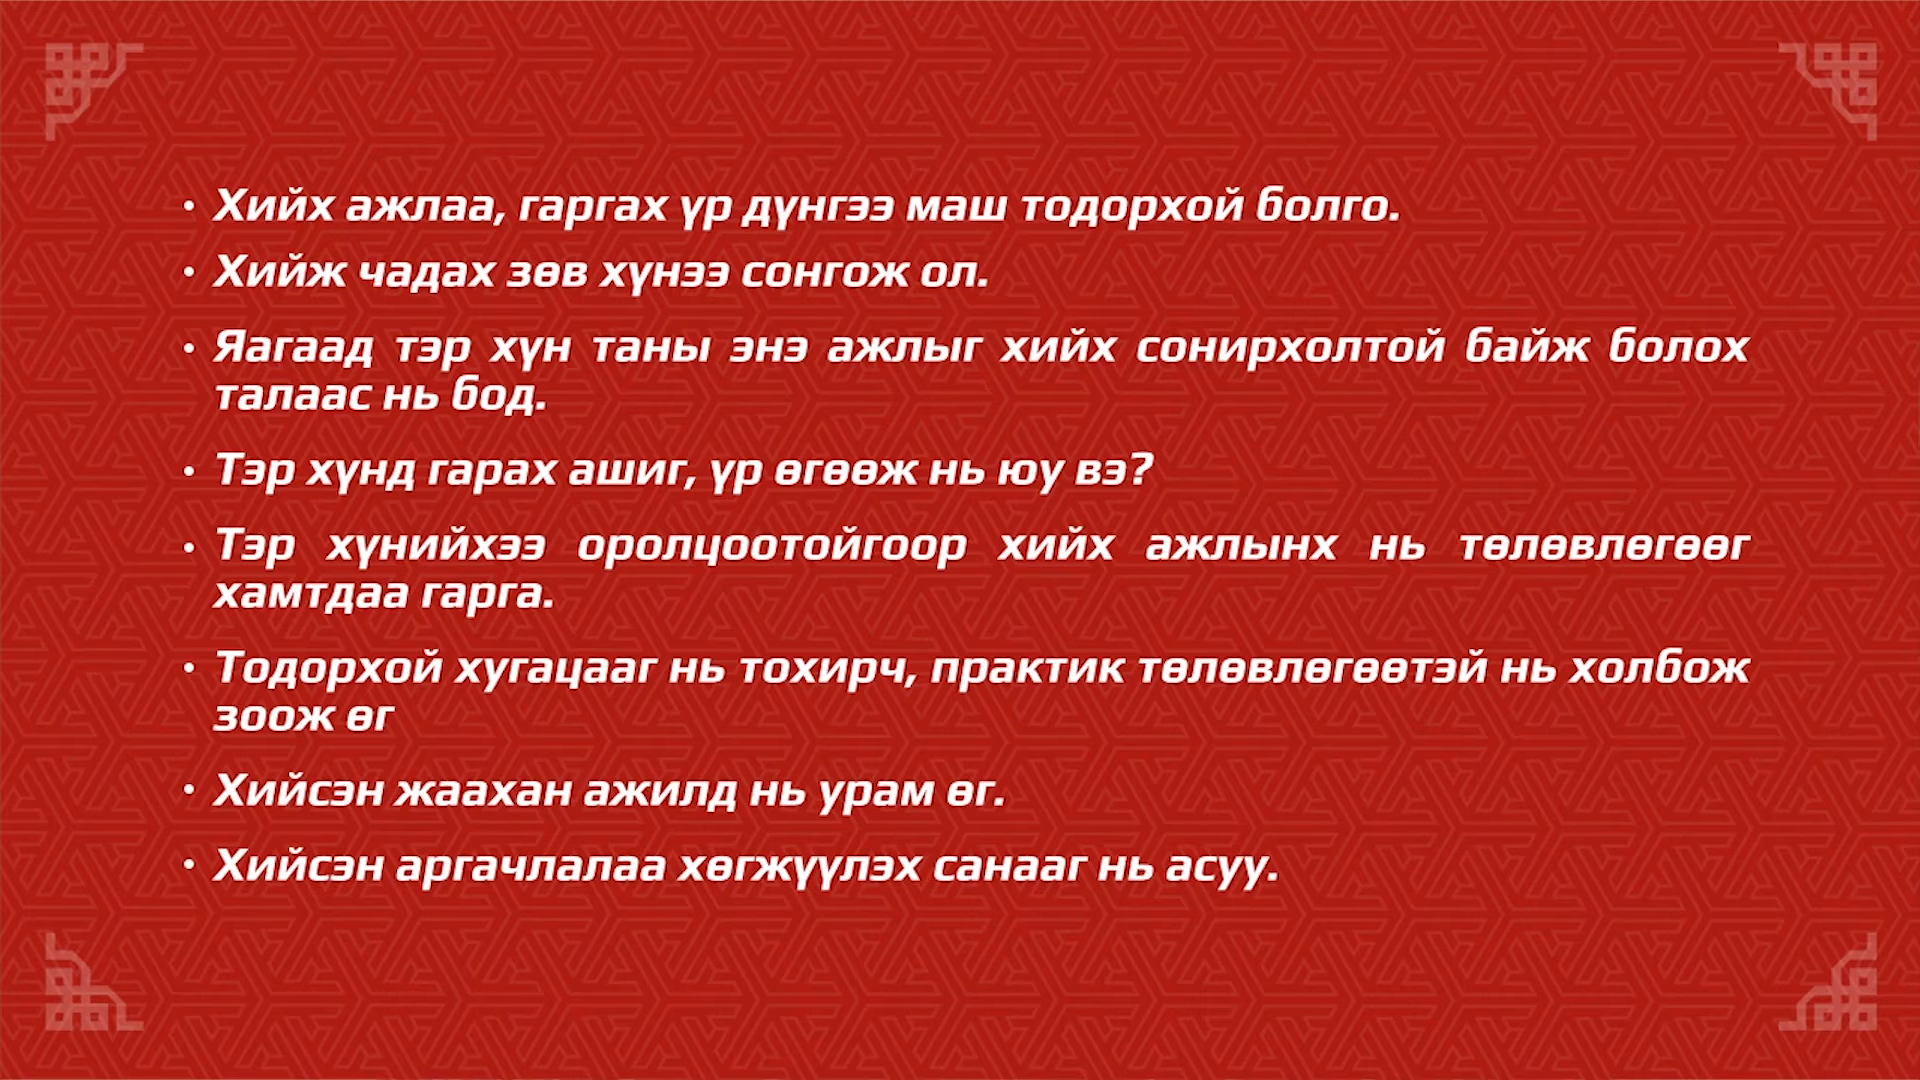 • Хийх ажлаа, гаргах үр дүнгээ маш тодорхой болго.
• Хийж чадах зөв хүнээ сонгож ол.
• Яагаад тэр хүн таны энэ ажлыг хийх сонирхолтой байж болох
талаас нь бод.
• Тэр хүнд гарах ашиг, үр өгөөж нь юу вэ?
• Тэр хүнийхээ оролцоотойгоор хийх ажлынх нь төлөвлөгөөг
хамтдаа гарга.
• Тодорхой хугацааг нь тохирч, практик төлөвлөгөөтэй нь холбож
зоож өг
• Хийсэн жаахан ажилд нь урам өг.
• Хийсэн аргачлалаа хөгжүүлэх санааг нь асуу.